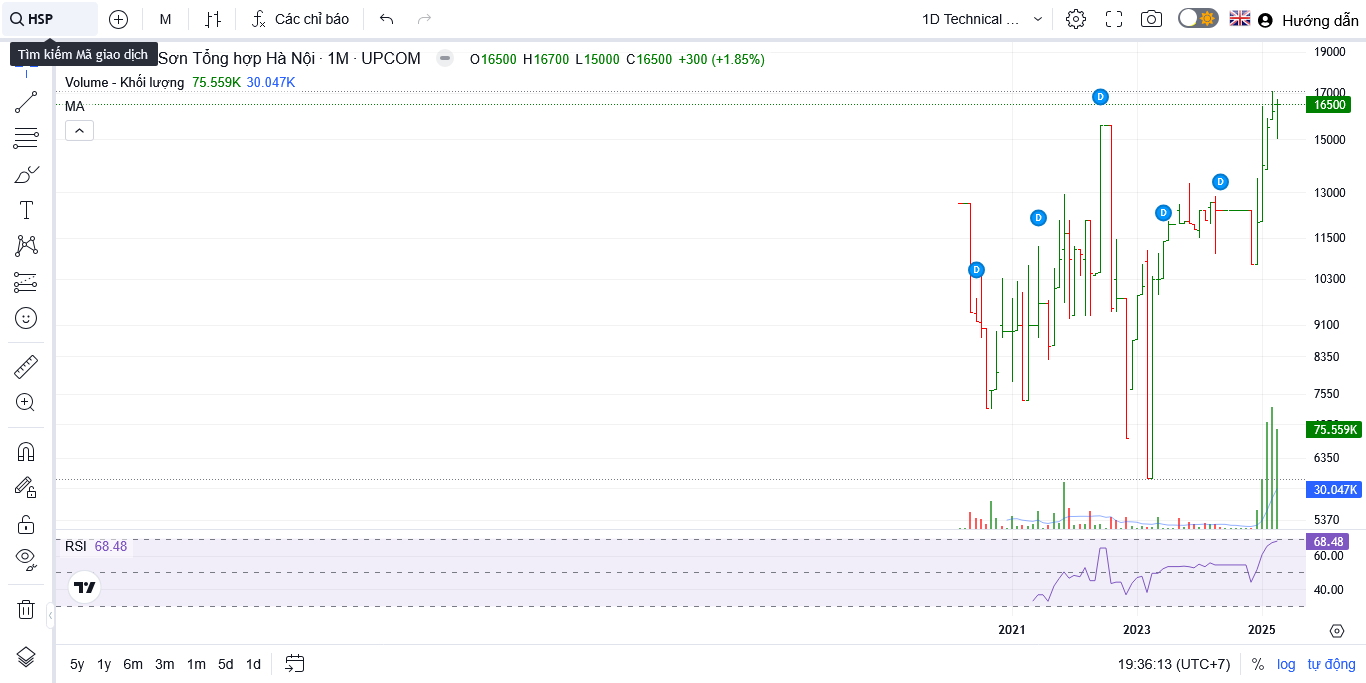 HSP
M
Các chỉ báo
1D Technical ...
Hướng dẫn
Tìm kiếm Mã giao dịch
Sơn Tổng hợp Hà Nội · 1M · UPCOM
O16500 H16700 L15000 C16500 +300 (+1.85%)
Volume - Khối lượng 75.559K 30.047K
MA
19000
17000
16500
15000
13000
11500
10300
9100
8350
7550
75.559K
6350
30.047K
5370
D
D
D
D
D
RSI 68.48
68.48
60.00
40.00
2021
2023
2025
5y 1y 6m 3m 1m 5d 1d
19:36:13 (UTC+7)
% log tự động